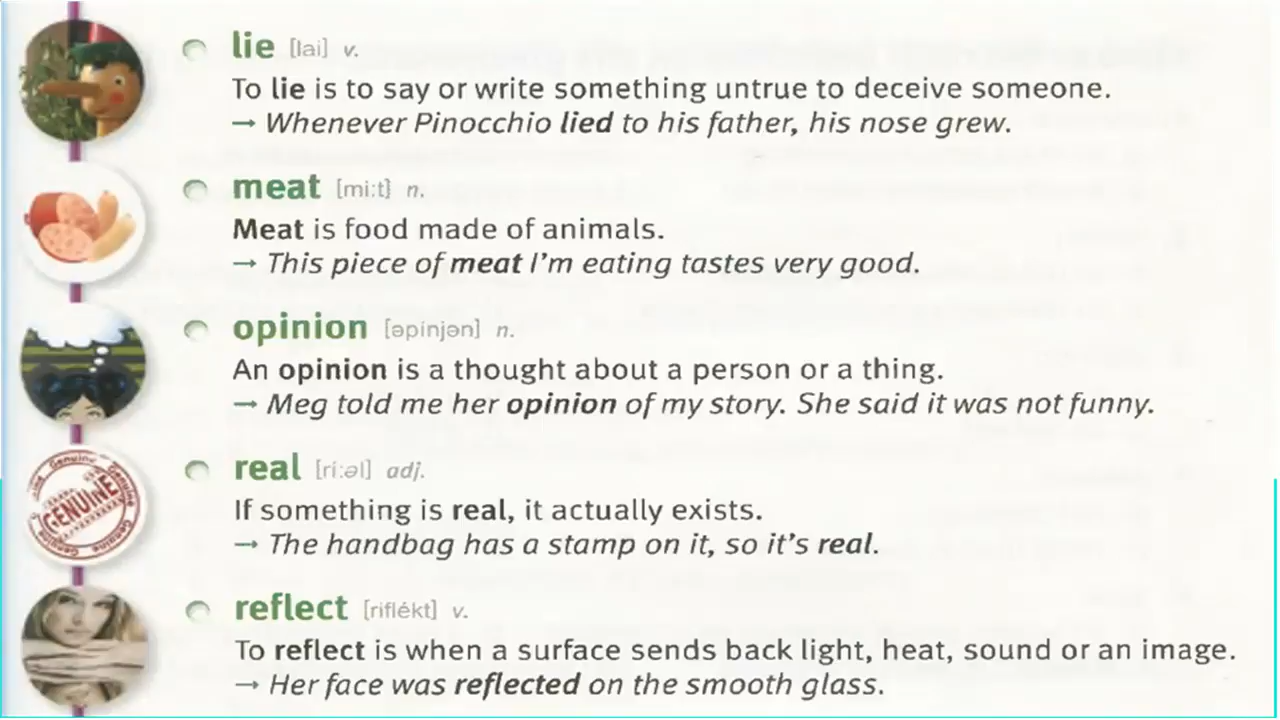 lie [lai] v.
To lie is to say or write something untrue to deceive someone.
→ Whenever Pinocchio lied to his father, his nose grew.
meat [miːt] n.
Meat is food made of animals.
→ This piece of meat I'm eating tastes very good.
opinion [əpinjən] n.
An opinion is a thought about a person or a thing.
→ Meg told me her opinion of my story. She said it was not funny.
real [riːəl] adj.
If something is real, it actually exists.
→ The handbag has a stamp on it, so it's real.
Genuine
GENUINE
Genuine
reflect [riflékt] v.
To reflect is when a surface sends back light, heat, sound or an image.
→ Her face was reflected on the smooth glass.